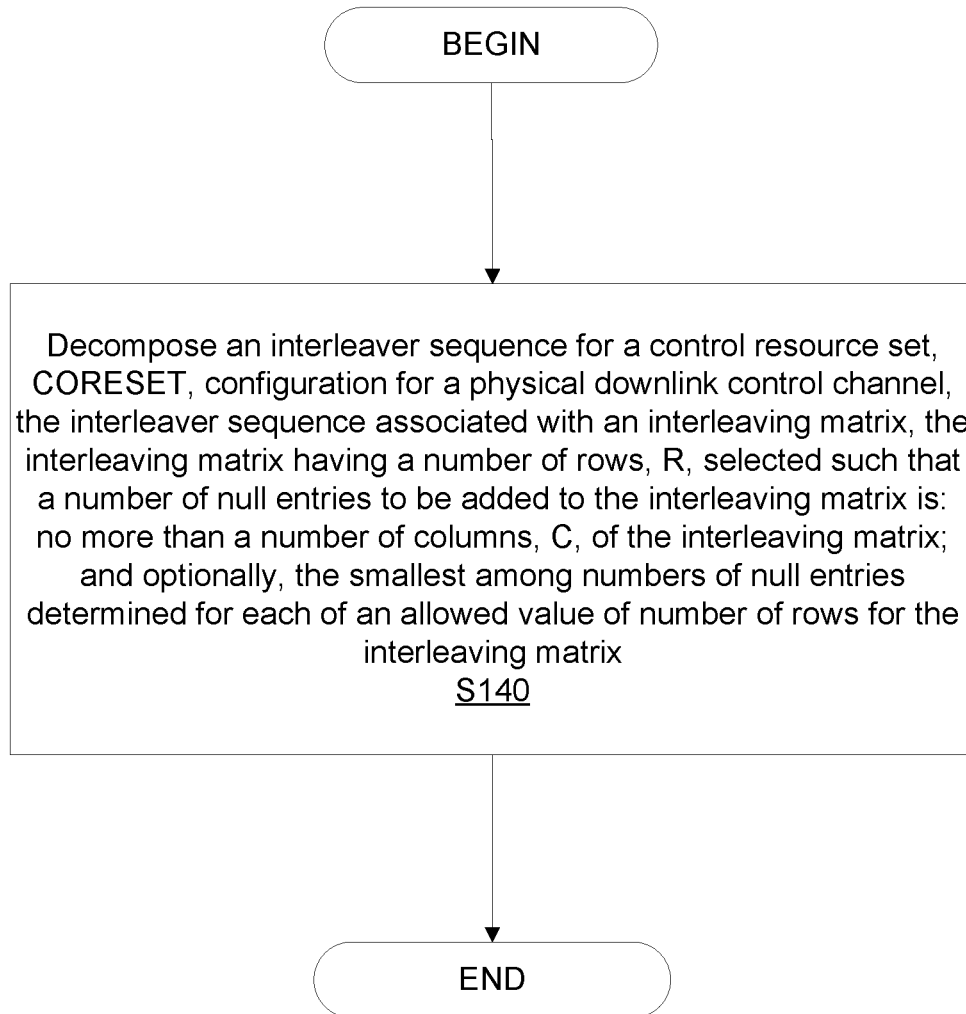 BEGIN
Decompose an interleaver sequence for a control resource set,
CORESET, configuration for a physical downlink control channel,
the interleaver sequence associated with an interleaving matrix, the
interleaving matrix having a number of rows, R, selected such that
a number of null entries to be added to the interleaving matrix is:
no more than a number of columns, C, of the interleaving matrix;
and optionally, the smallest among numbers of null entries
determined for each of an allowed value of number of rows for the
interleaving matrix
S140
END